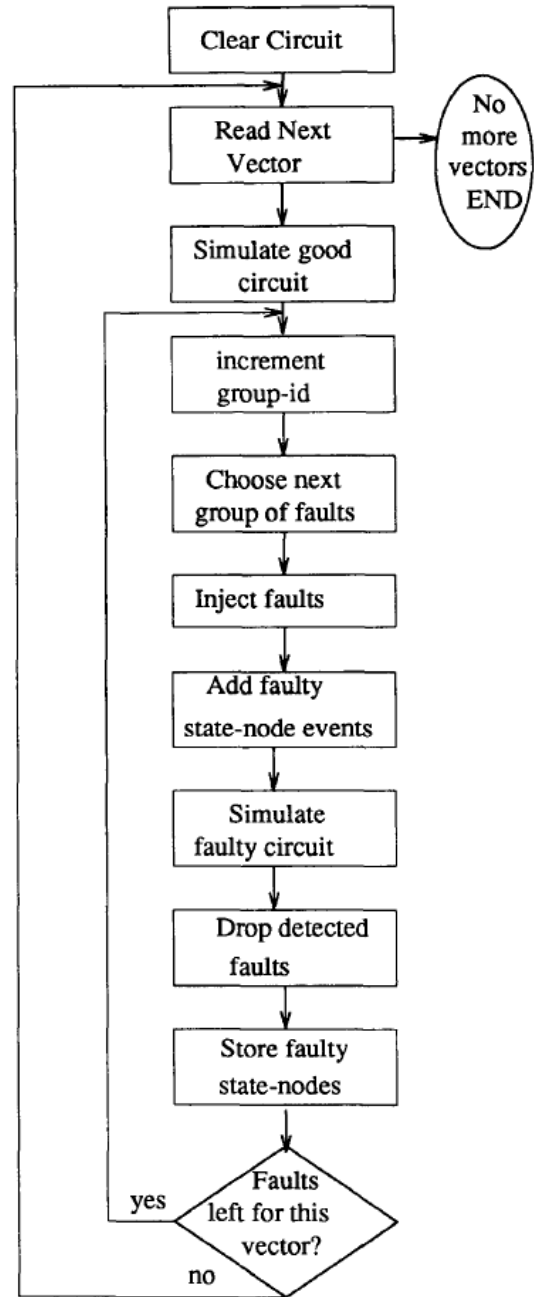 Clear Circuit
Read Next
Vector
No
more
vectors
END
Simulate good
circuit
increment
group-id
Choose next
group of faults
Inject faults
Add faulty
state-node events
Simulate
faulty circuit
Drop detected
faults
Store faulty
state-nodes
Faults
left for this
vector?
yes
no